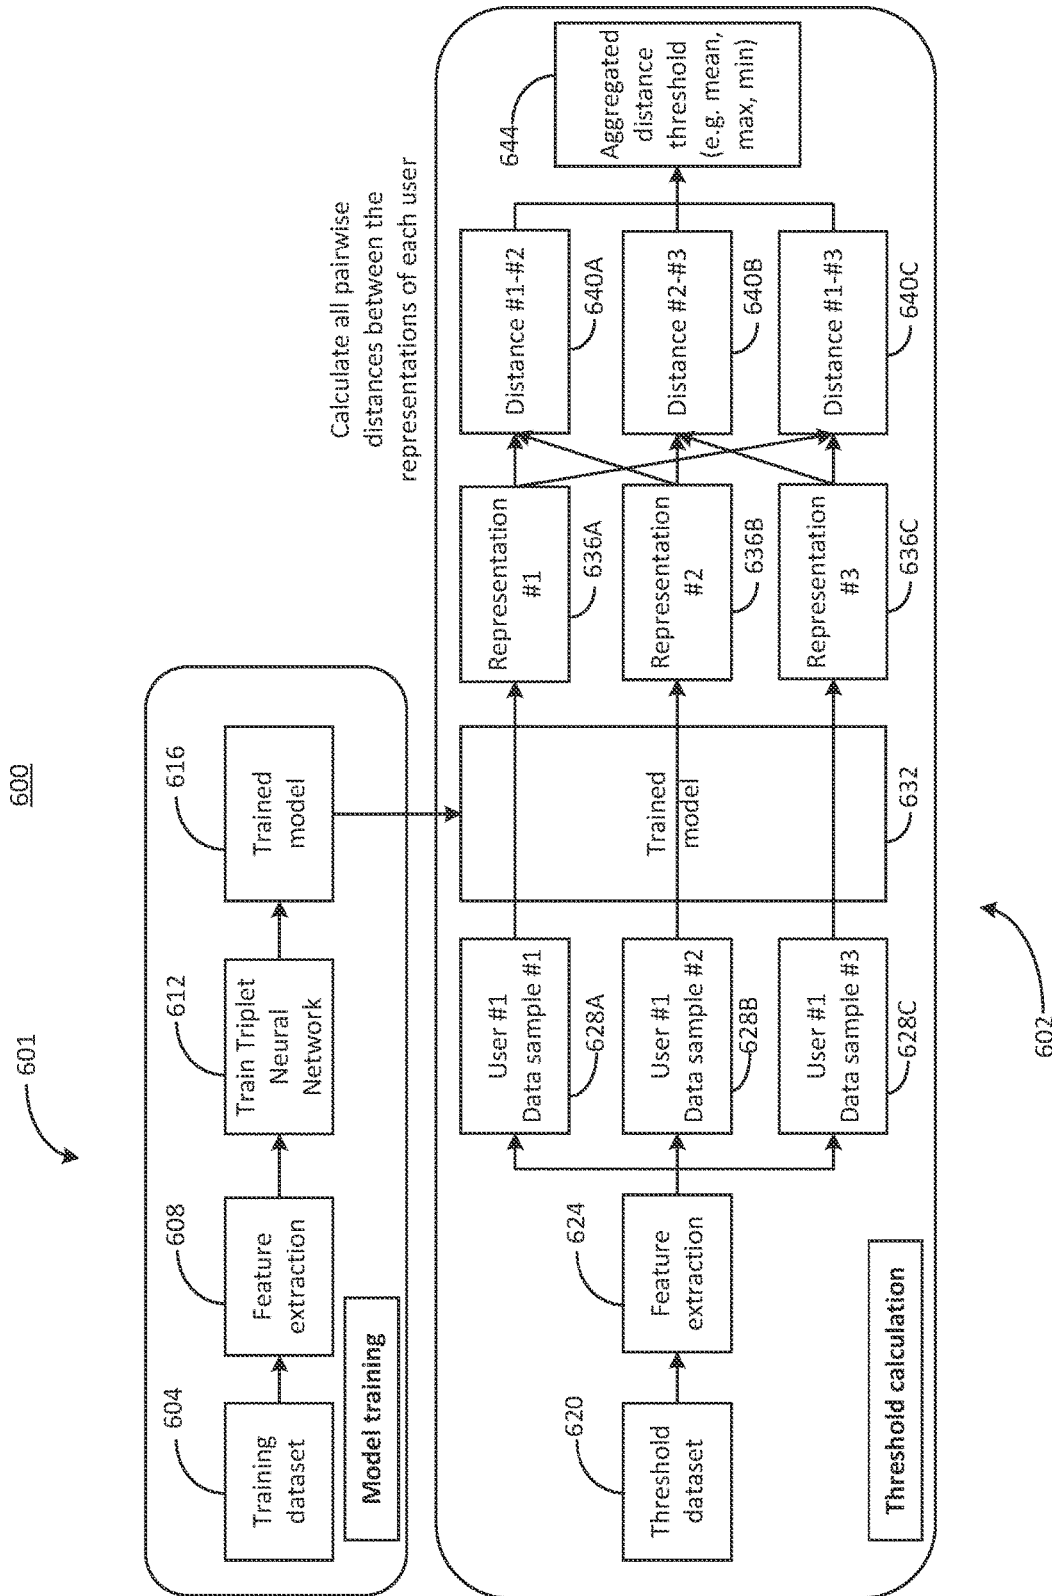 600
601
604
608
612
616
Training
dataset
Feature
extraction
Train Triplet
Neural
Network
Trained
model
Model training
Calculate all pairwise
distances between the
representations of each user
620
624
Threshold
dataset
Feature
extraction
User #1
Data sample #1
628A
User #1
Data sample #2
628B
User #1
Data sample #3
628C
Trained
model
632
Representation
#1
636A
Representation
#2
636B
Representation
#3
636C
Distance #1-#2
640A
Distance #2-#3
640B
Distance #1-#3
640C
644
Aggregated
distance
threshold
(e.g. mean,
max, min)
Threshold calculation
602